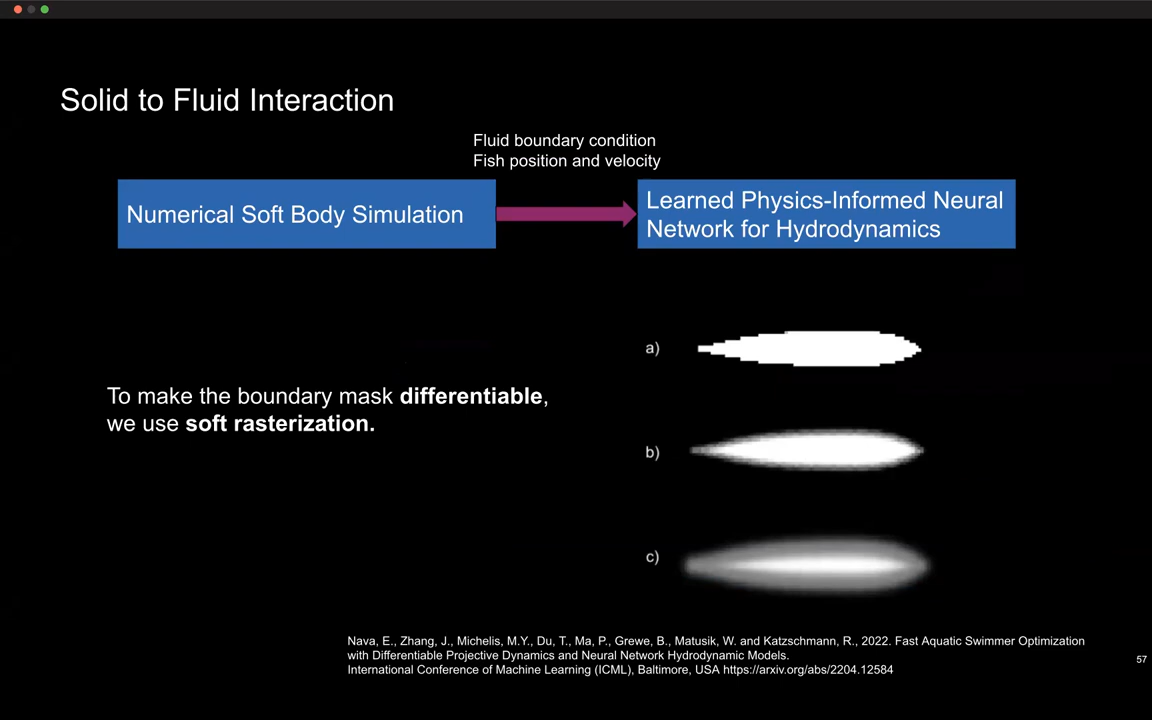 Solid to Fluid Interaction
Fluid boundary condition
Fish position and velocity
Numerical Soft Body Simulation
Learned Physics-Informed Neural
Network for Hydrodynamics
a)
To make the boundary mask differentiable,
we use soft rasterization.
b)
c)
Nava, E., Zhang, J., Michelis, M.Y., Du, T., Ma, P., Grewe, B., Matusik, W. and Katzschmann, R., 2022. Fast Aquatic Swimmer Optimization
with Differentiable Projective Dynamics and Neural Network Hydrodynamic Models.
International Conference of Machine Learning (ICML), Baltimore, USA https://arxiv.org/abs/2204.12584
57